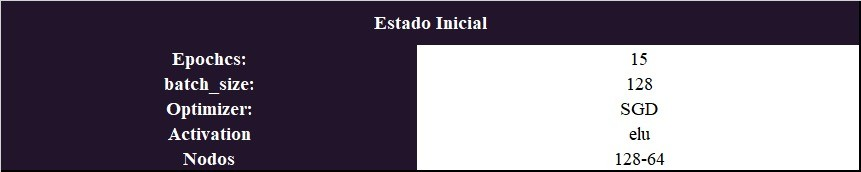 Estado Inicial
Epochcs: 15
batch_size: 128
Optimizer: SGD
Activation elu
Nodos 128-64